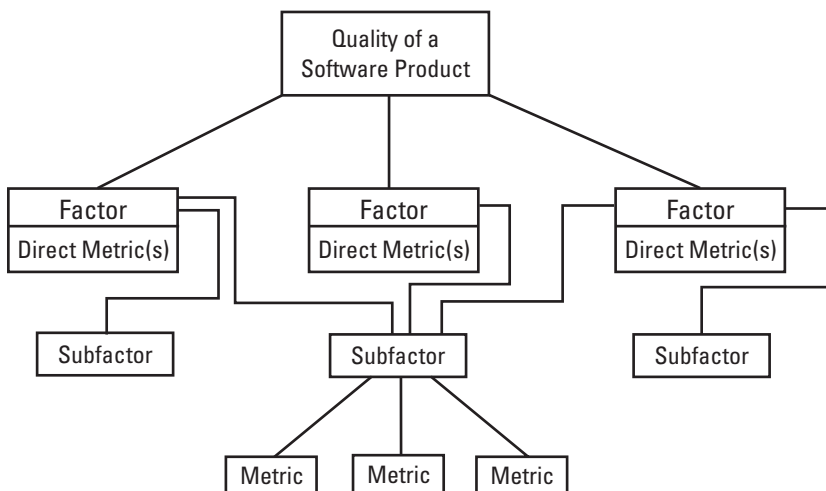 Quality of a
Software Product
Factor
Direct Metric(s)
Factor
Direct Metric(s)
Factor
Direct Metric(s)
Subfactor
Subfactor
Subfactor
Metric
Metric
Metric